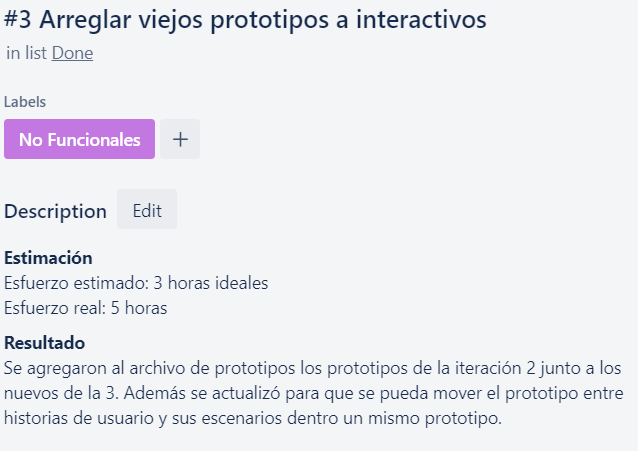 #3 Arreglar viejos prototipos a interactivos
in list Done
Labels
No Funcionales +
Description Edit
Estimación
Esfuerzo estimado: 3 horas ideales
Esfuerzo real: 5 horas
Resultado
Se agregaron al archivo de prototipos los prototipos de la iteración 2 junto a los
nuevos de la 3. Además se actualizó para que se pueda mover el prototipo entre
historias de usuario y sus escenarios dentro un mismo prototipo.